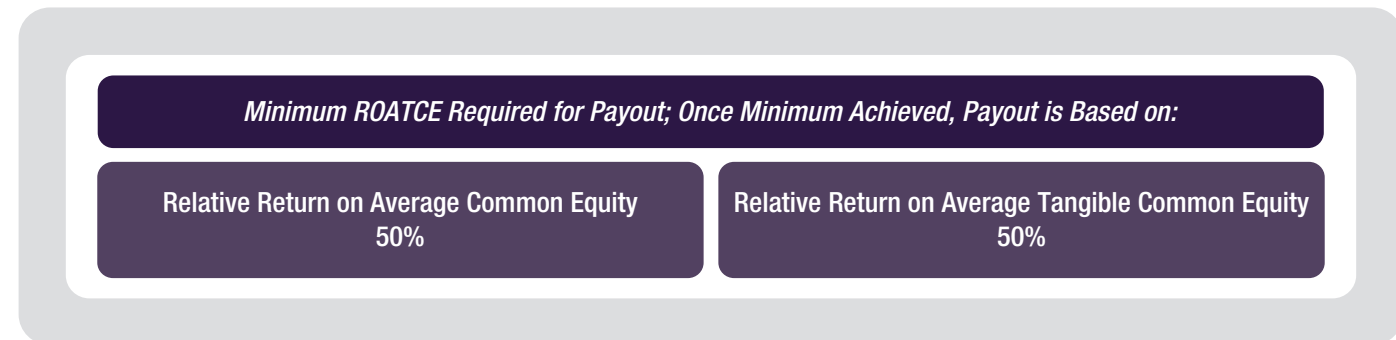 Minimum ROATCE Required for Payout; Once Minimum Achieved, Payout is Based on:
Relative Return on Average Common Equity
50%
Relative Return on Average Tangible Common Equity
50%